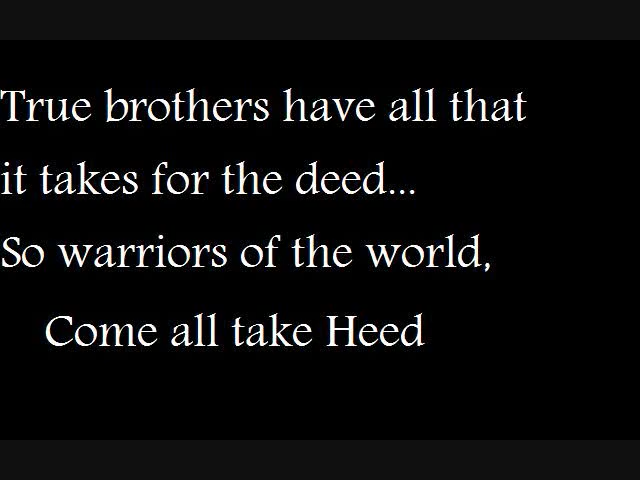 True brothers have all that
it takes for the deed...
So warriors of the world,
Come all take Heed